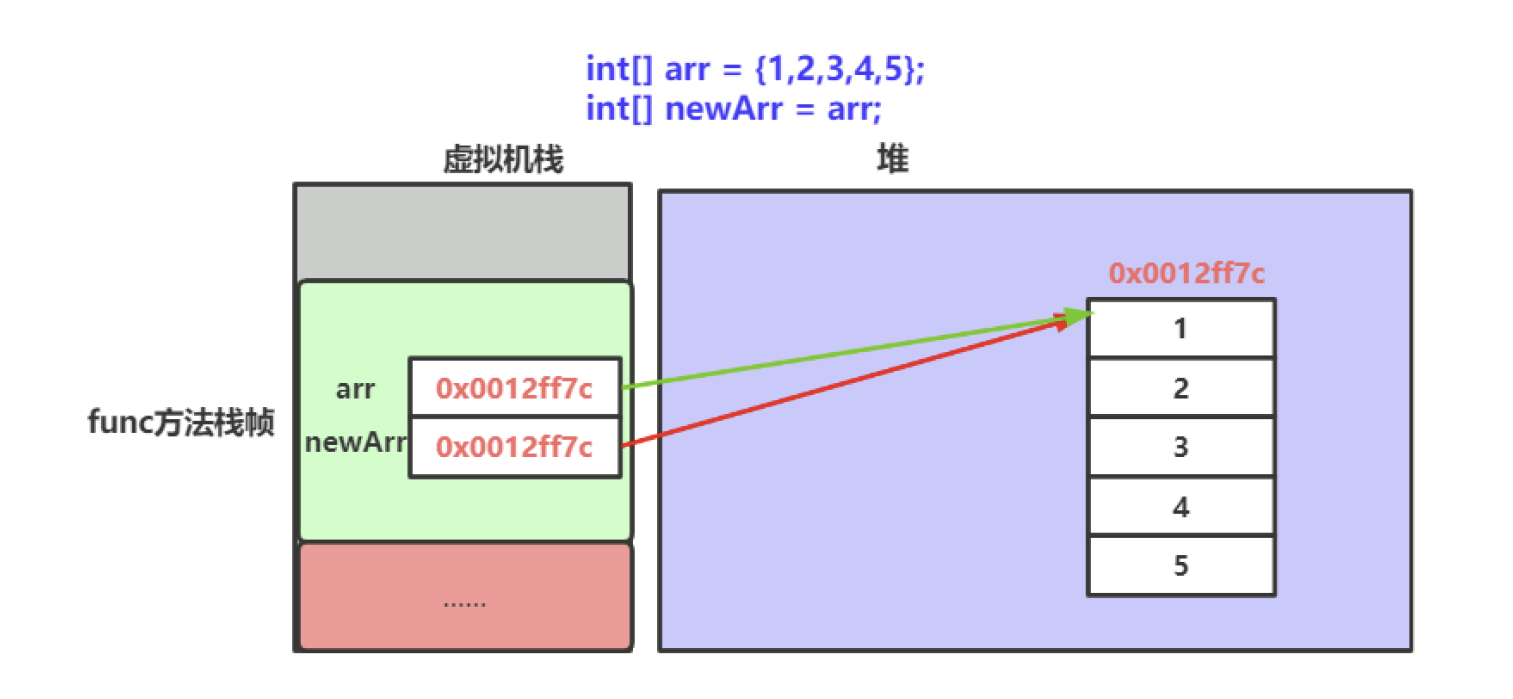 int[] arr = {1,2,3,4,5};
int[] newArr = arr;
虚拟机栈
堆
0x0012ff7c
1
arr
0x0012ff7c
2
func方法栈帧
newArr
0x0012ff7c
3
4
5
......